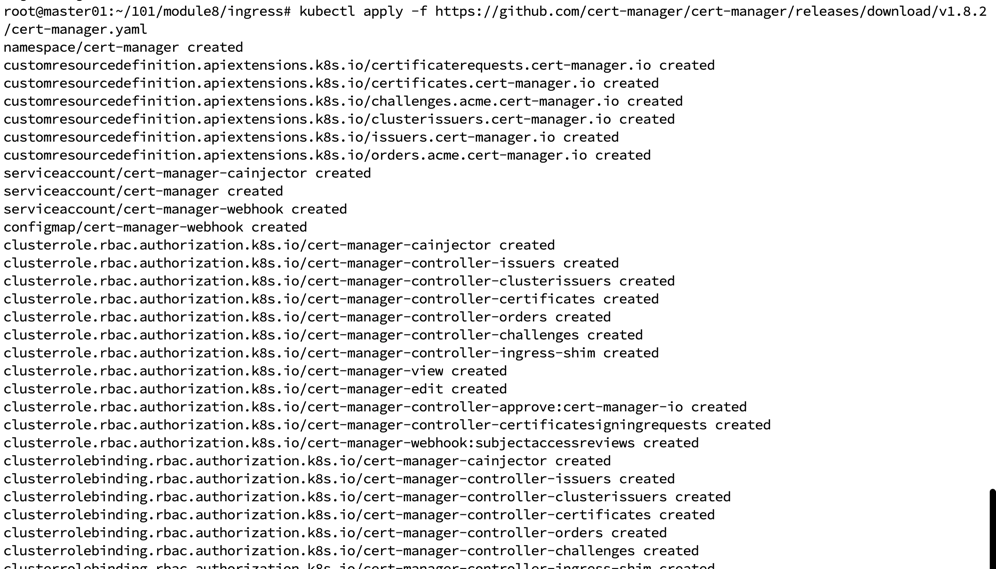 root@master01:~/101/module8/ingress# kubectl apply -f https://github.com/cert-manager/cert-manager/releases/download/v1.8.2
/cert-manager.yaml
namespace/cert-manager created
customresourcedefinition.apiextensions.k8s.io/certificaterequests.cert-manager.io created
customresourcedefinition.apiextensions.k8s.io/certificates.cert-manager.io created
customresourcedefinition.apiextensions.k8s.io/challenges.acme.cert-manager.io created
customresourcedefinition.apiextensions.k8s.io/clusterissuers.cert-manager.io created
customresourcedefinition.apiextensions.k8s.io/issuers.cert-manager.io created
customresourcedefinition.apiextensions.k8s.io/orders.acme.cert-manager.io created
serviceaccount/cert-manager-cainjector created
serviceaccount/cert-manager created
serviceaccount/cert-manager-webhook created
configmap/cert-manager-webhook created
clusterrole.rbac.authorization.k8s.io/cert-manager-cainjector created
clusterrole.rbac.authorization.k8s.io/cert-manager-controller-issuers created
clusterrole.rbac.authorization.k8s.io/cert-manager-controller-clusterissuers created
clusterrole.rbac.authorization.k8s.io/cert-manager-controller-certificates created
clusterrole.rbac.authorization.k8s.io/cert-manager-controller-orders created
clusterrole.rbac.authorization.k8s.io/cert-manager-controller-challenges created
clusterrole.rbac.authorization.k8s.io/cert-manager-controller-ingress-shim created
clusterrole.rbac.authorization.k8s.io/cert-manager-view created
clusterrole.rbac.authorization.k8s.io/cert-manager-edit created
clusterrole.rbac.authorization.k8s.io/cert-manager-controller-approve:cert-manager-io created
clusterrole.rbac.authorization.k8s.io/cert-manager-controller-certificatesigningrequests created
clusterrole.rbac.authorization.k8s.io/cert-manager-webhook:subjectaccessreviews created
clusterrolebinding.rbac.authorization.k8s.io/cert-manager-cainjector created
clusterrolebinding.rbac.authorization.k8s.io/cert-manager-controller-issuers created
clusterrolebinding.rbac.authorization.k8s.io/cert-manager-controller-clusterissuers created
clusterrolebinding.rbac.authorization.k8s.io/cert-manager-controller-certificates created
clusterrolebinding.rbac.authorization.k8s.io/cert-manager-controller-orders created
clusterrolebinding.rbac.authorization.k8s.io/cert-manager-controller-challenges created
clusterrolebinding.rbac.authorization.k8s.io/cert-manager-controller-ingress-shim created